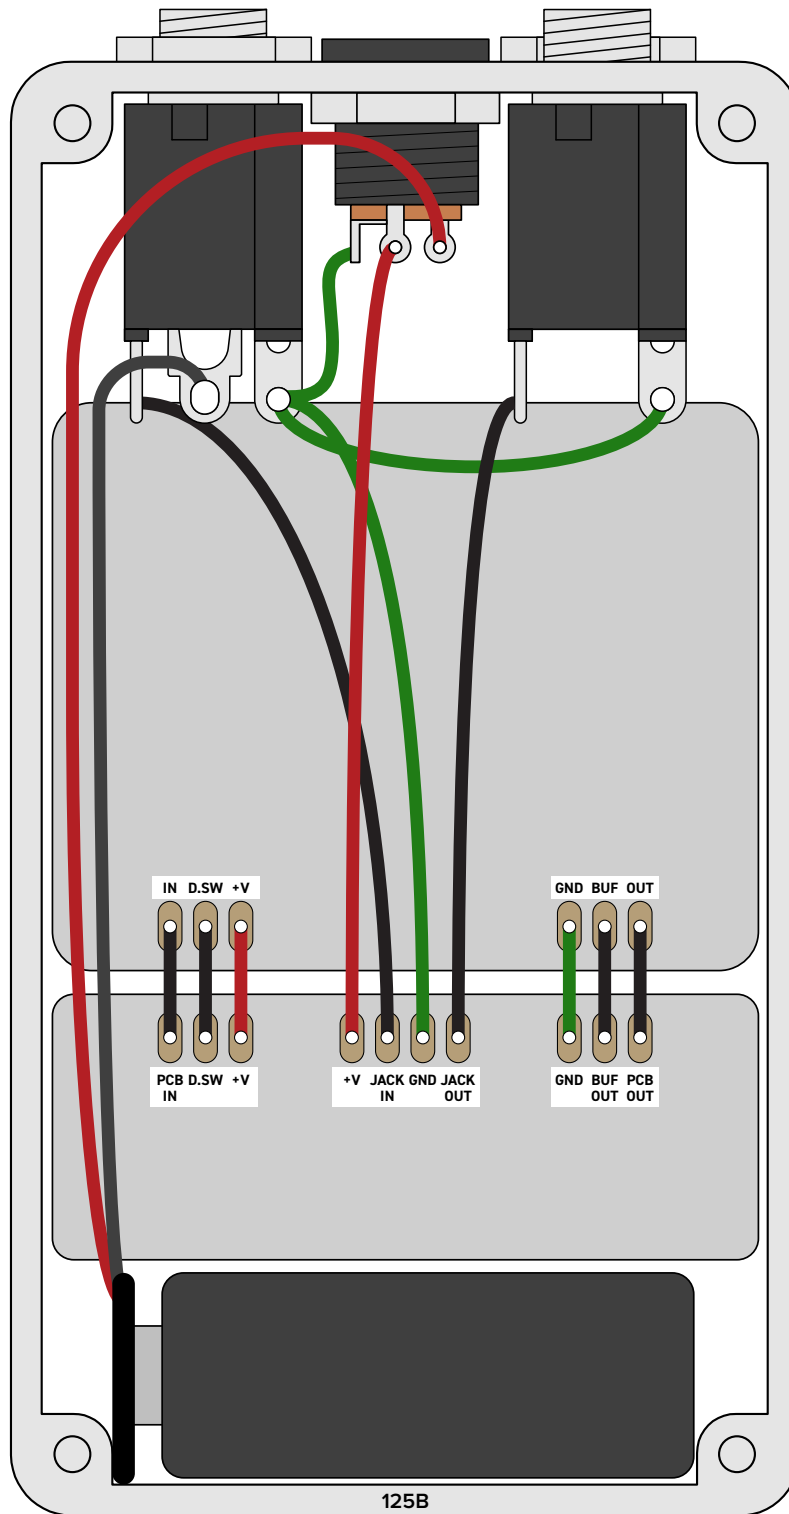 IN D.SW +V
GND BUF OUT
PCB D.SW +V
IN
+V JACK GND JACK
IN OUT
GND BUF PCB
OUT OUT
125B